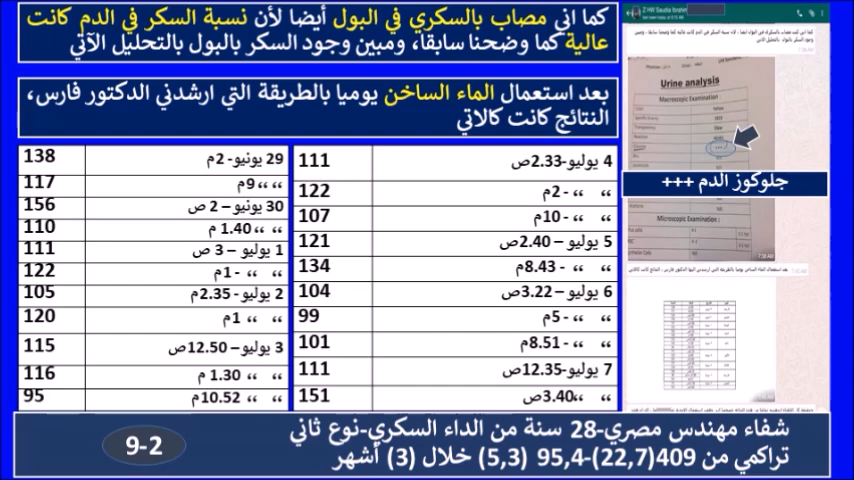 كما اني مصاب بالسكري في البول أيضا لأن نسبة السكر في الدم كانت
عالية كما وضحنا سابقا، ومبين وجود السكر بالبول بالتحليل الآتي
بعد استعمال الماء الساخن يوميا بالطريقة التي ارشدني الدكتور فارس،
النتائج كانت كالاتي
29 يونيو- 2م 138
“ “ 9م 117
30 يونيو – 2 ص 156
“ “ 1.40 م 110
1 يوليو – 3 ص 111
“ “ -1م 122
2 يوليو- 2.35م 105
“ “ 1م 120
3 يوليو–12.50ص 115
“ “ 1.30 م 116
“ “ 10.52م 95
4 يوليو-2.33ص 111
“ “ -2م 122
“ “ - 10م 107
5 يوليو – 2.40ص 121
“ “ - 8.43م 134
6 يوليو–3.22ص 104
“ “ -5م 99
“ “ -8.51م 101
7 يوليو-12.35ص 111
“ “3.40ص 151
Z HW Saudia Ibrahim
Urine analysis
Macroscopic Examination :
جلوكوز الدم +++
Microscopic Examination :
شفاء مهندس مصري-28 سنة من الداء السكري-نوع ثاني
تراكمي من 409(22,7)-95,4 (5,3) خلال (3) أشهر
9-2